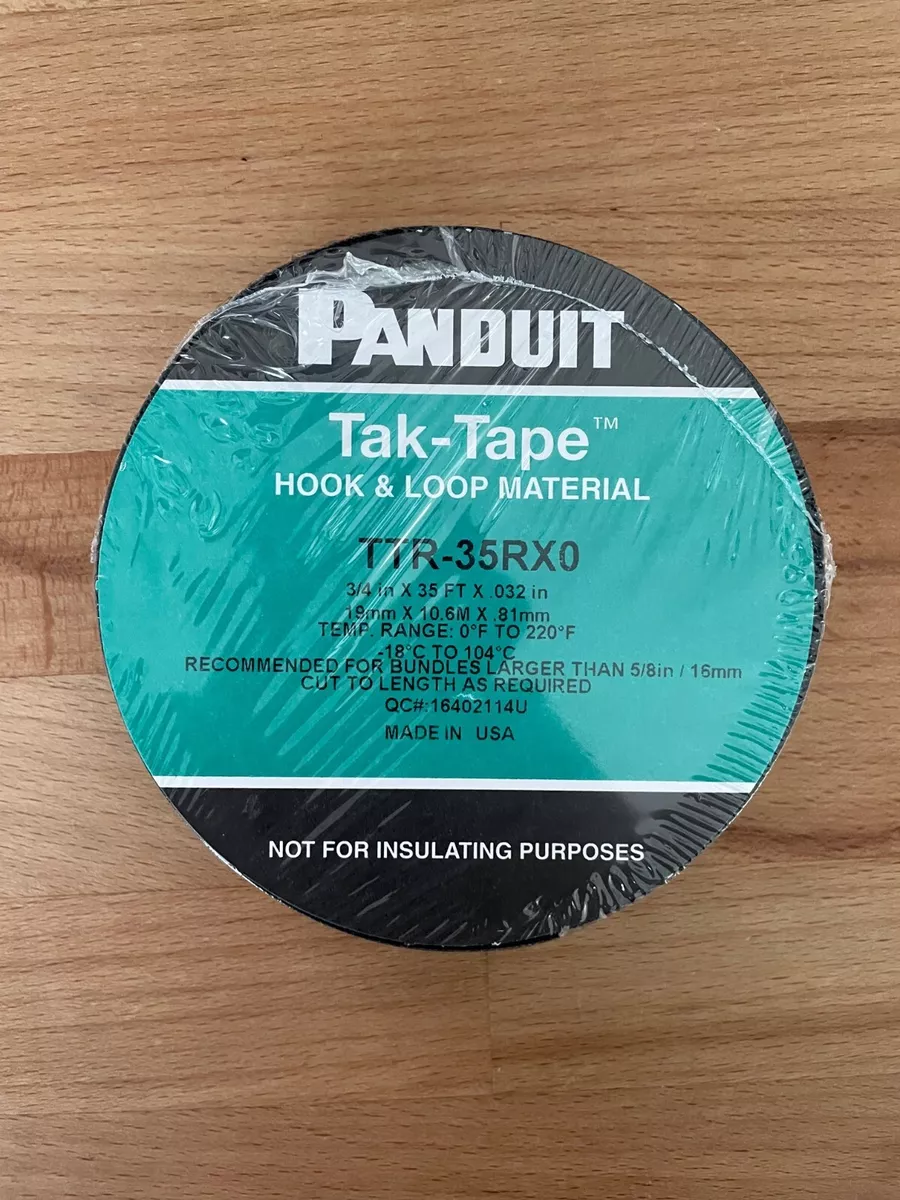 PANDUIT
Tak-Tape™
HOOK & LOOP MATERIAL
TTR-35RX0
3/4 in X 35 FT X .032 in
19mm X 10.6M X .81mm
TEMP. RANGE: 0°F TO 220°F
-18°C TO 104°C
RECOMMENDED FOR BUNDLES LARGER THAN 5/8in / 16mm
CUT TO LENGTH AS REQUIRED
QC#:16402114U
MADE IN USA
NOT FOR INSULATING PURPOSES